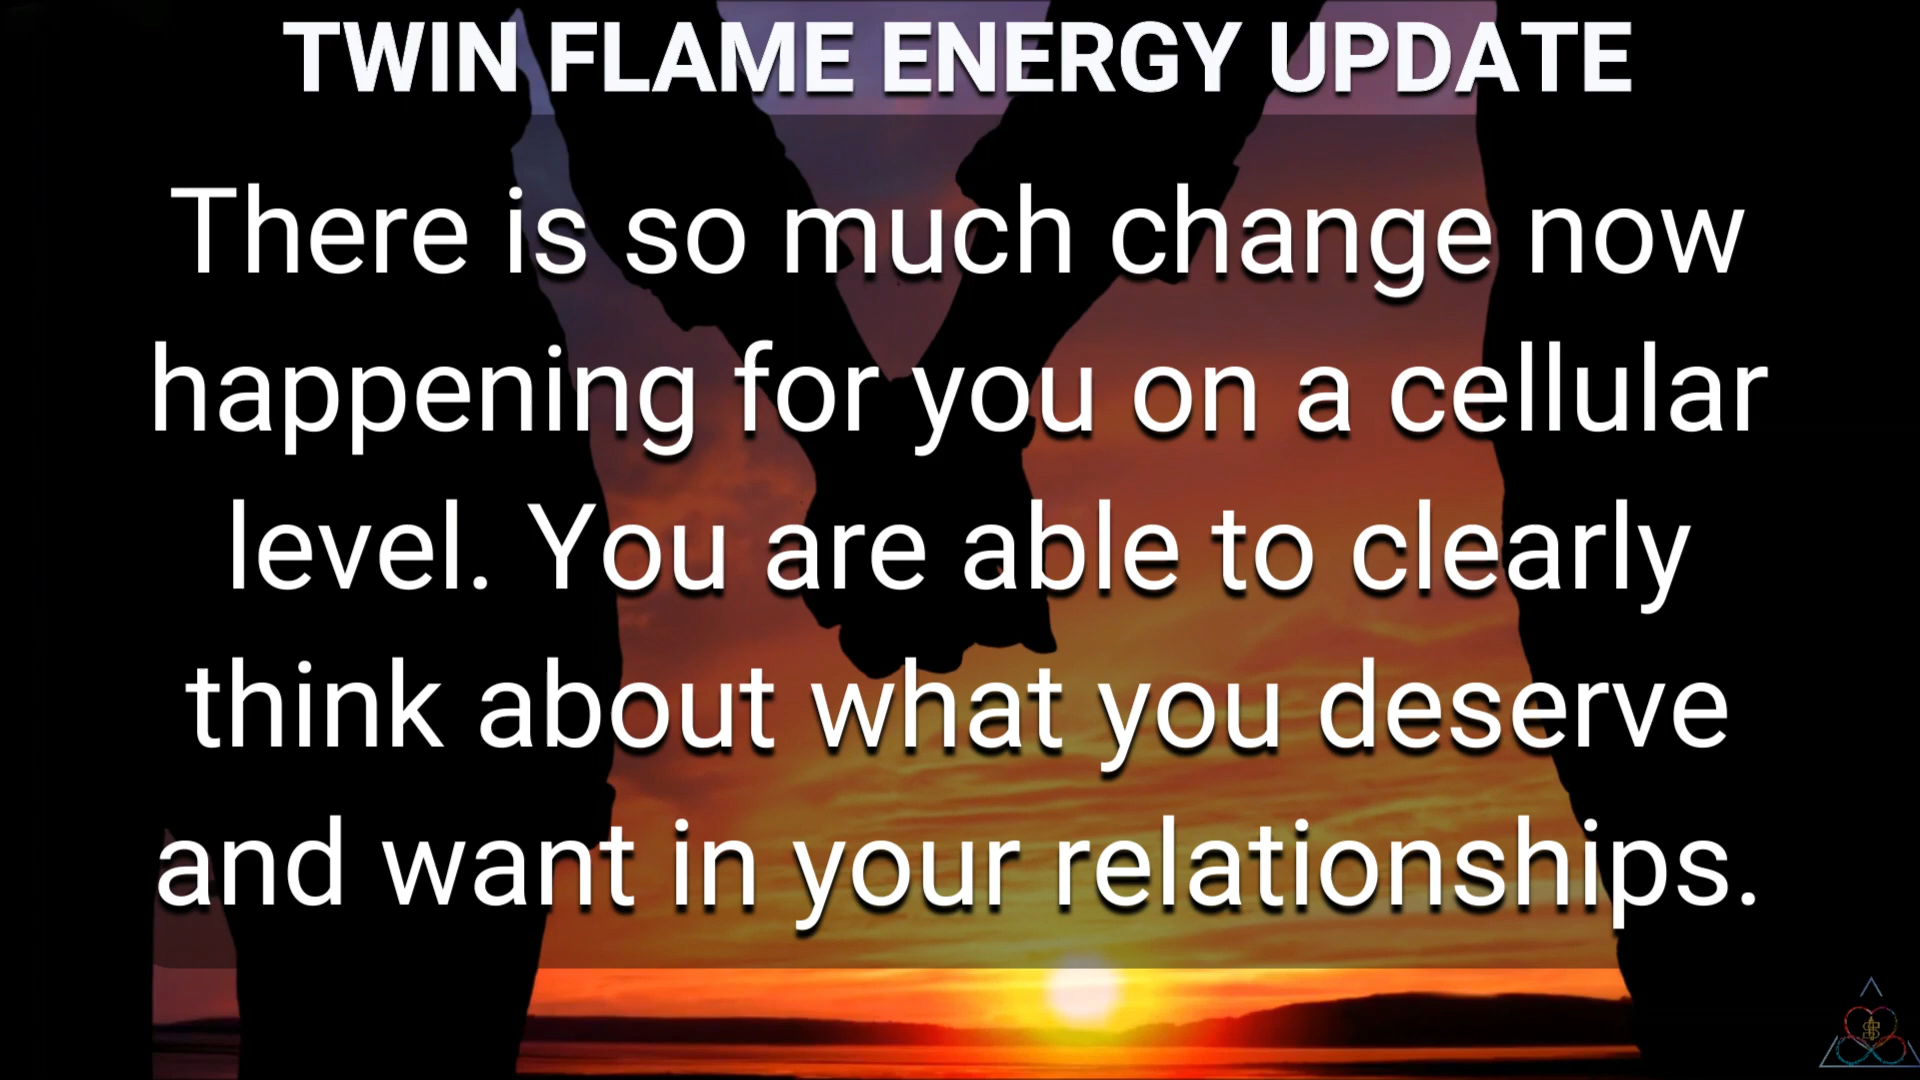 TWIN FLAME ENERGY UPDATE
There is so much change now
happening for you on a cellular
level. You are able to clearly
think about what you deserve
and want in your relationships.